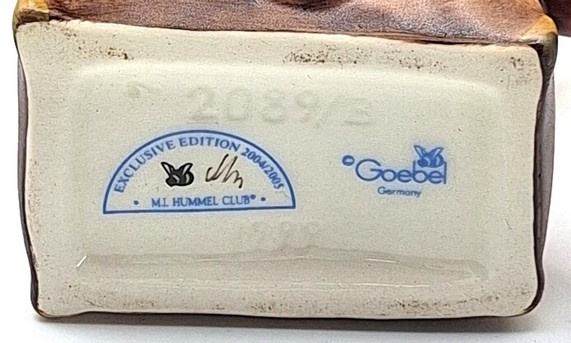 2089/B
EXCLUSIVE EDITION 2004/2005
M.I. HUMMEL CLUB®
© Goebel
Germany